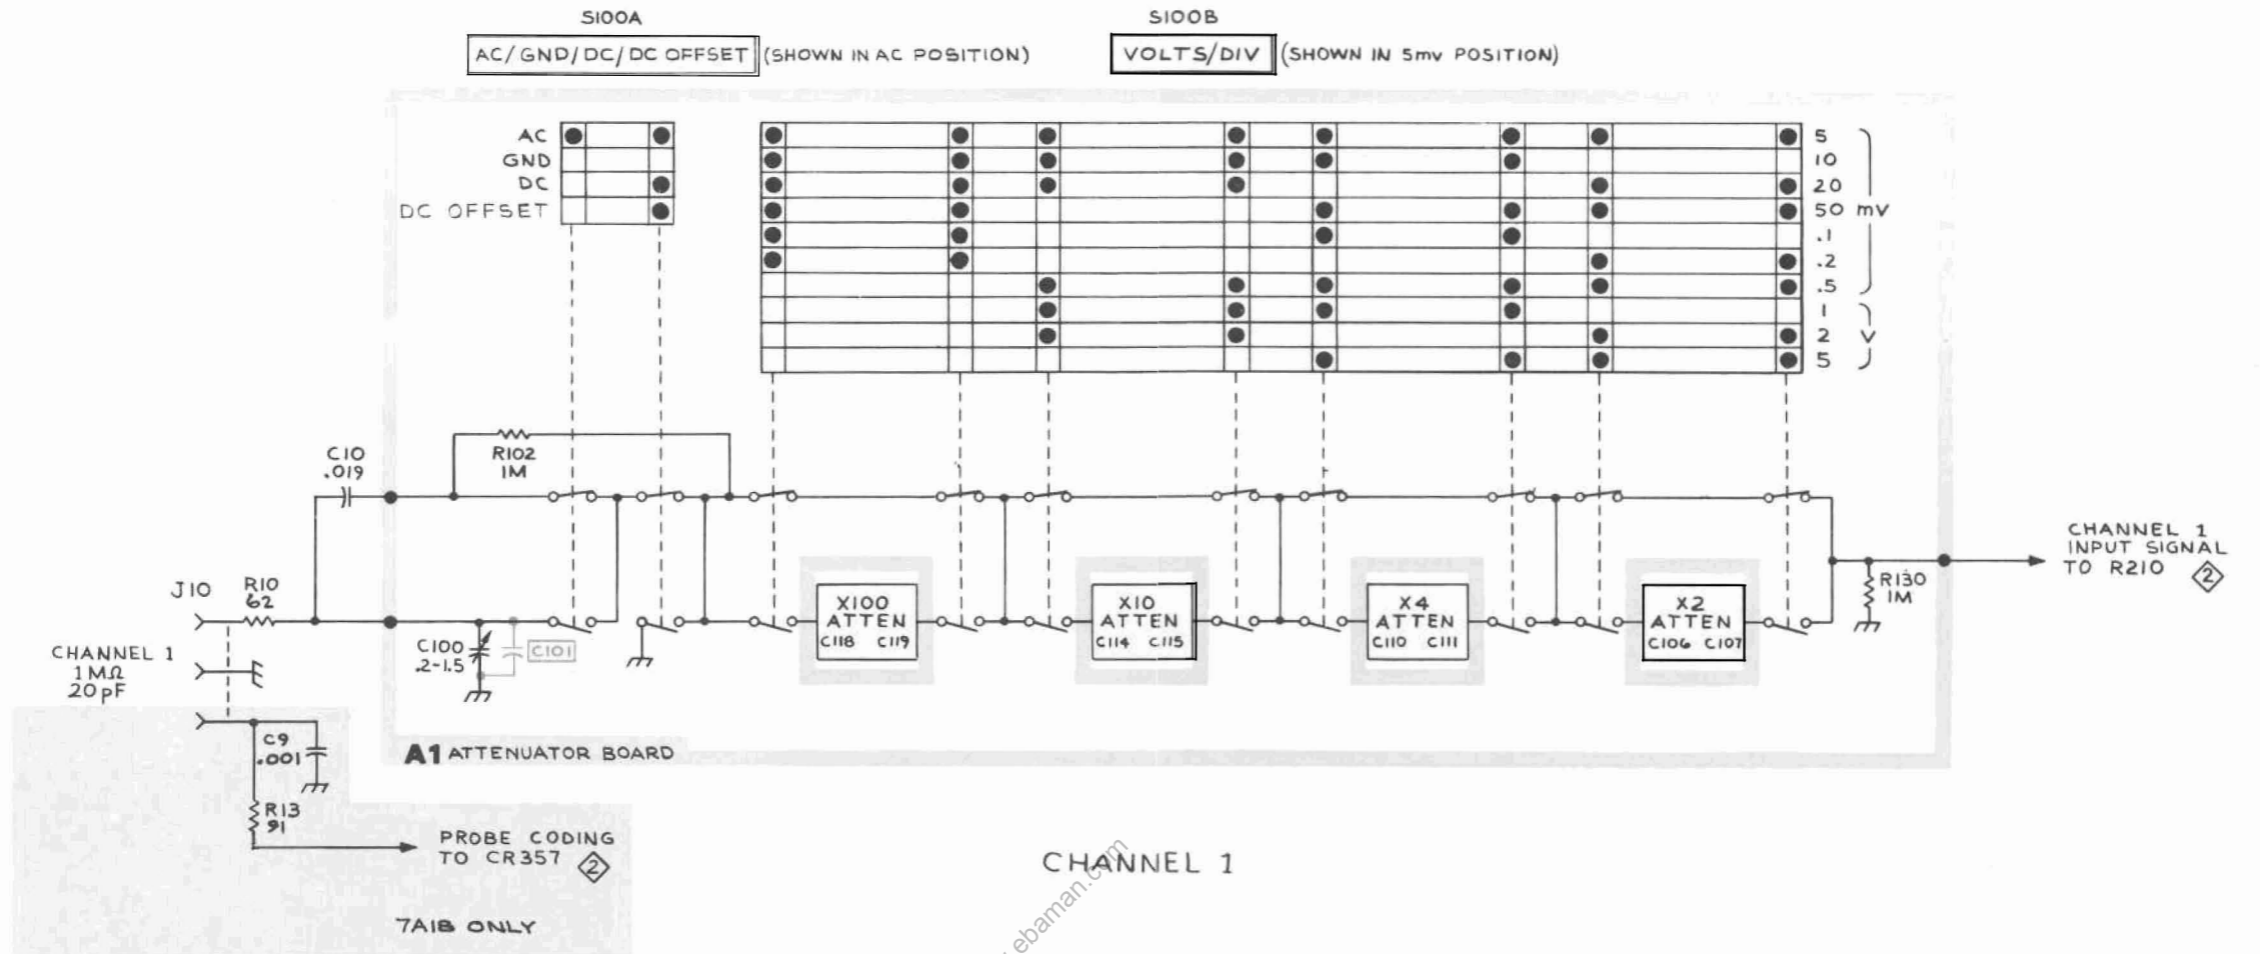 S100A
AC/GND/DC/DC OFFSET (SHOWN IN AC POSITION)
S100B
VOLTS/DIV (SHOWN IN 5mv POSITION)
AC
GND
DC
DC OFFSET
5
10
20
50 mV
.1
.2
.5
1
2 V
5
C10
.019
R102
1M
J10
R10
62
CHANNEL 1
1MΩ
20pF
C100
.2-1.5
C101
X100
ATTEN
C118 C119
X10
ATTEN
C114 C115
X4
ATTEN
C110 C111
X2
ATTEN
C106 C107
R130
1M
CHANNEL 1
INPUT SIGNAL
TO R210
2
A1 ATTENUATOR BOARD
C9
.001
R13
91
PROBE CODING
TO CR357
2
7A18 ONLY
CHANNEL 1
ebaman.com